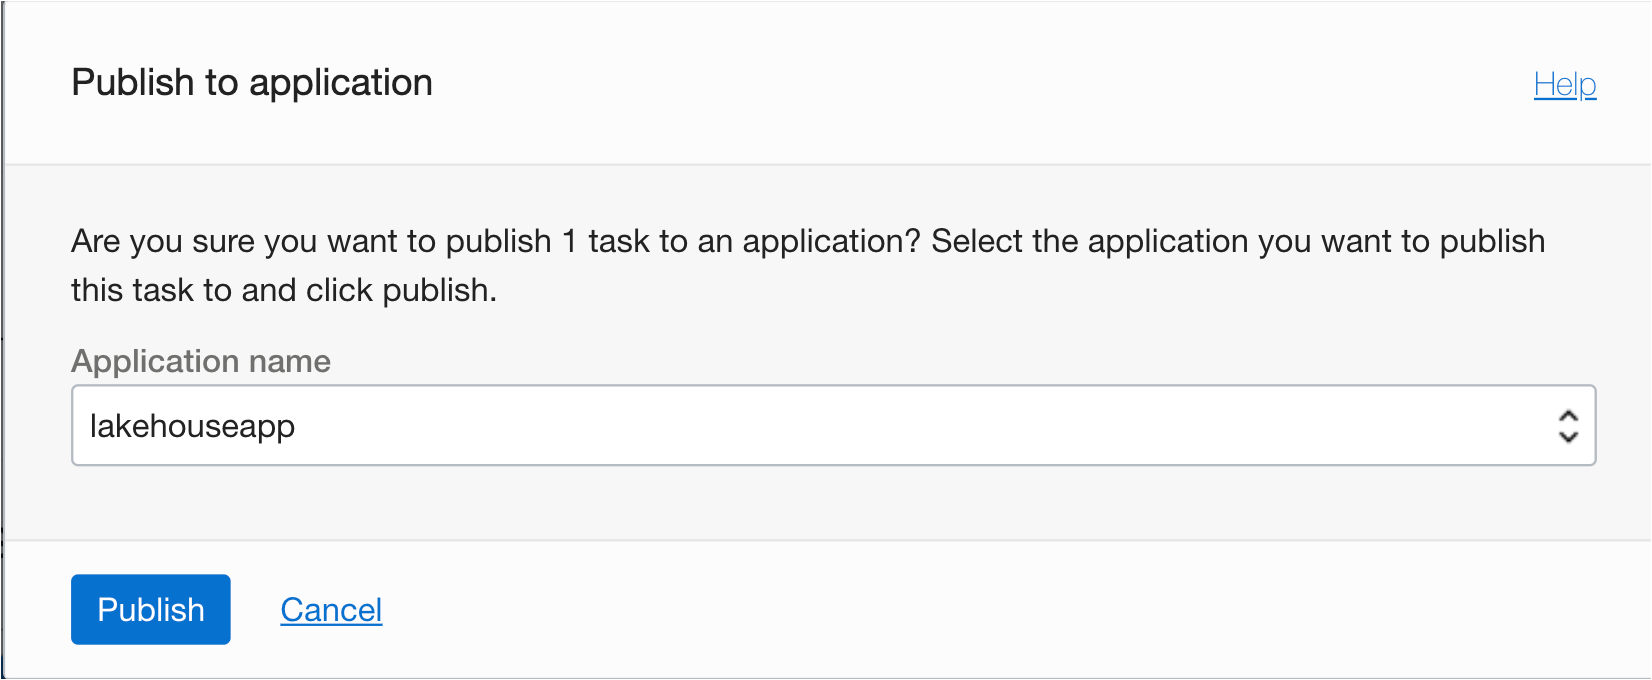 Publish to application
Help
Are you sure you want to publish 1 task to an application? Select the application you want to publish
this task to and click publish.
Application name
lakehouseapp
Publish
Cancel